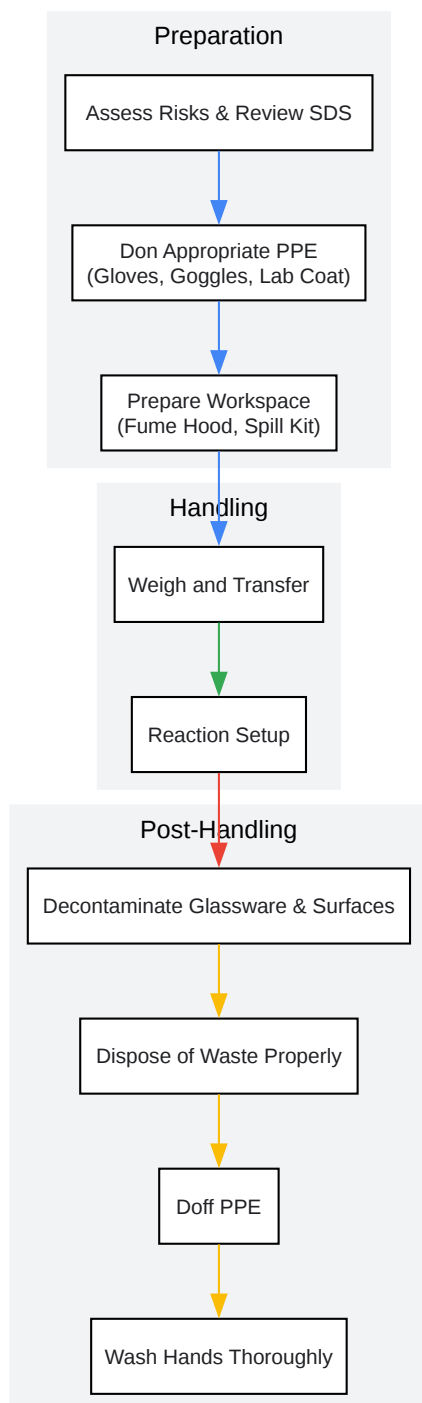 Preparation
Assess Risks & Review SDS
Don Appropriate PPE
(Gloves, Goggles, Lab Coat)
Prepare Workspace
(Fume Hood, Spill Kit)
Handling
Weigh and Transfer
Reaction Setup
Post-Handling
Decontaminate Glassware & Surfaces
Dispose of Waste Properly
Doff PPE
Wash Hands Thoroughly